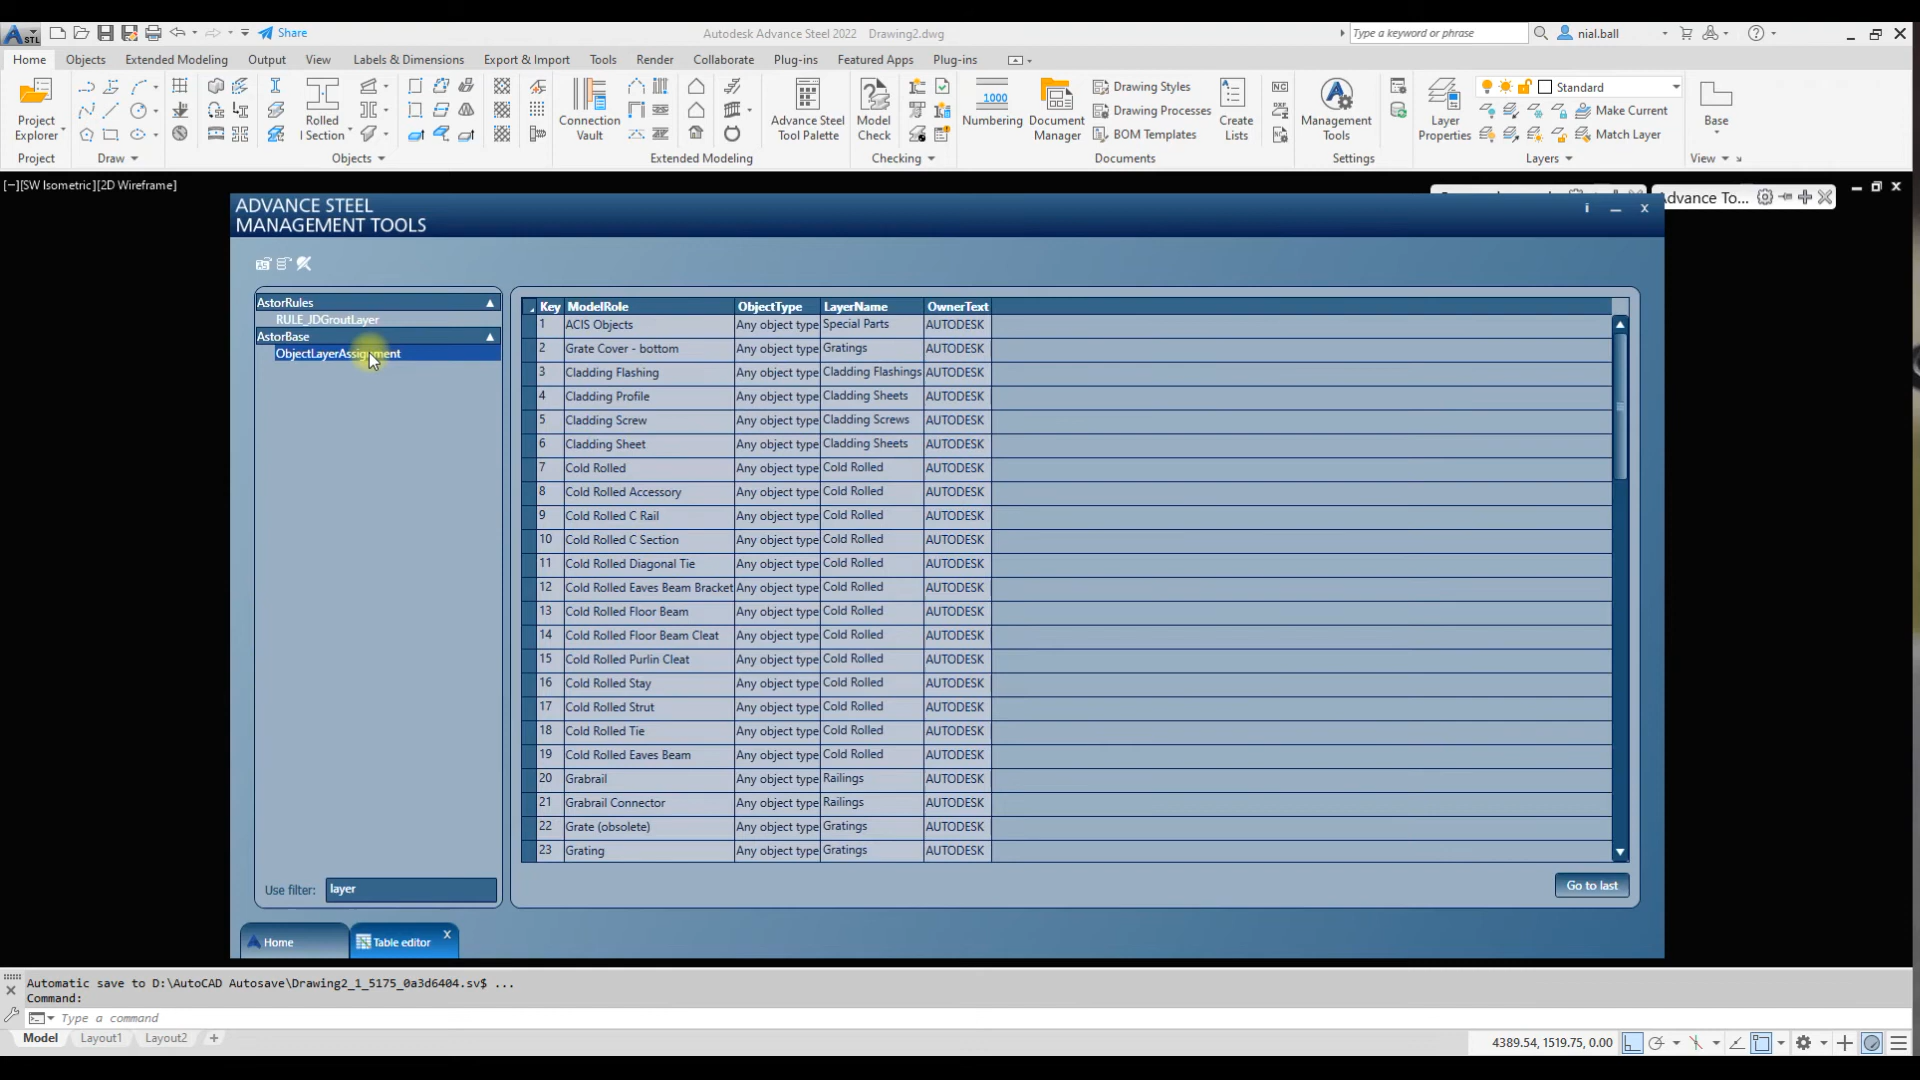 STL
Share
Autodesk Advance Steel 2022 Drawing2.dwg
Type a keyword or phrase
nial.ball
Home Objects Extended Modeling Output View Labels & Dimensions Export & Import Tools Render Collaborate Plug-ins Featured Apps Plug-ins
Project Explorer
Rolled I Section
Connection Vault
Advance Steel Tool Palette
Model Check
1000
Numbering
Document Manager
Drawing Styles
Drawing Processes
BOM Templates
Create Lists
NC
DXF
NC
Management Tools
Layer Properties
Standard
Make Current
Match Layer
Base
Project Draw Objects Extended Modeling Checking Documents Settings Layers View
[−][SW Isometric][2D Wireframe]
Advance To...
ADVANCE STEEL
MANAGEMENT TOOLS
i
AstorRules
RULE_JDGroutLayer
AstorBase
ObjectLayerAssignment
Use filter: layer
Key ModelRole ObjectType LayerName OwnerText
1 ACIS Objects Any object type Special Parts AUTODESK
2 Grate Cover - bottom Any object type Gratings AUTODESK
3 Cladding Flashing Any object type Cladding Flashings AUTODESK
4 Cladding Profile Any object type Cladding Sheets AUTODESK
5 Cladding Screw Any object type Cladding Screws AUTODESK
6 Cladding Sheet Any object type Cladding Sheets AUTODESK
7 Cold Rolled Any object type Cold Rolled AUTODESK
8 Cold Rolled Accessory Any object type Cold Rolled AUTODESK
9 Cold Rolled C Rail Any object type Cold Rolled AUTODESK
10 Cold Rolled C Section Any object type Cold Rolled AUTODESK
11 Cold Rolled Diagonal Tie Any object type Cold Rolled AUTODESK
12 Cold Rolled Eaves Beam Bracket Any object type Cold Rolled AUTODESK
13 Cold Rolled Floor Beam Any object type Cold Rolled AUTODESK
14 Cold Rolled Floor Beam Cleat Any object type Cold Rolled AUTODESK
15 Cold Rolled Purlin Cleat Any object type Cold Rolled AUTODESK
16 Cold Rolled Stay Any object type Cold Rolled AUTODESK
17 Cold Rolled Strut Any object type Cold Rolled AUTODESK
18 Cold Rolled Tie Any object type Cold Rolled AUTODESK
19 Cold Rolled Eaves Beam Any object type Cold Rolled AUTODESK
20 Grabrail Any object type Railings AUTODESK
21 Grabrail Connector Any object type Railings AUTODESK
22 Grate (obsolete) Any object type Gratings AUTODESK
23 Grating Any object type Gratings AUTODESK
Go to last
Home
Table editor
Automatic save to D:\AutoCAD Autosave\Drawing2_1_5175_0a3d6404.sv$ ...
Command:
Type a command
Model Layout1 Layout2
4389.54, 1519.75, 0.00